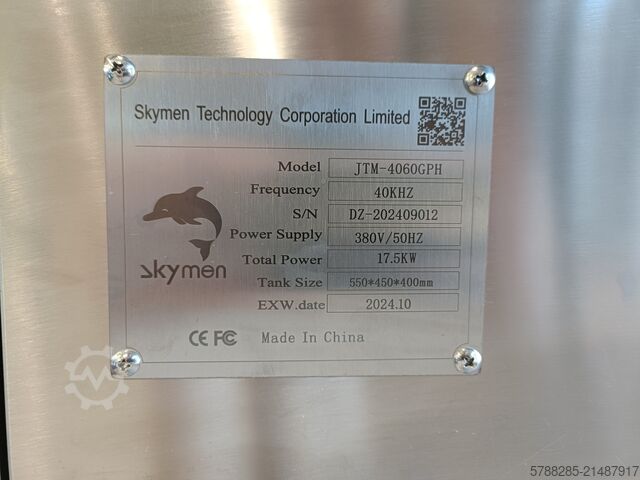 Skymen Technology Corporation Limited
Model JTM-4060GPH
Frequency 40KHZ
S/N DZ-202409012
Power Supply 380V/50HZ
Total Power 17.5KW
Tank Size 550*450*400mm
EXW.date 2024.10
skymen
CE FC Made In China
5788285-21487917